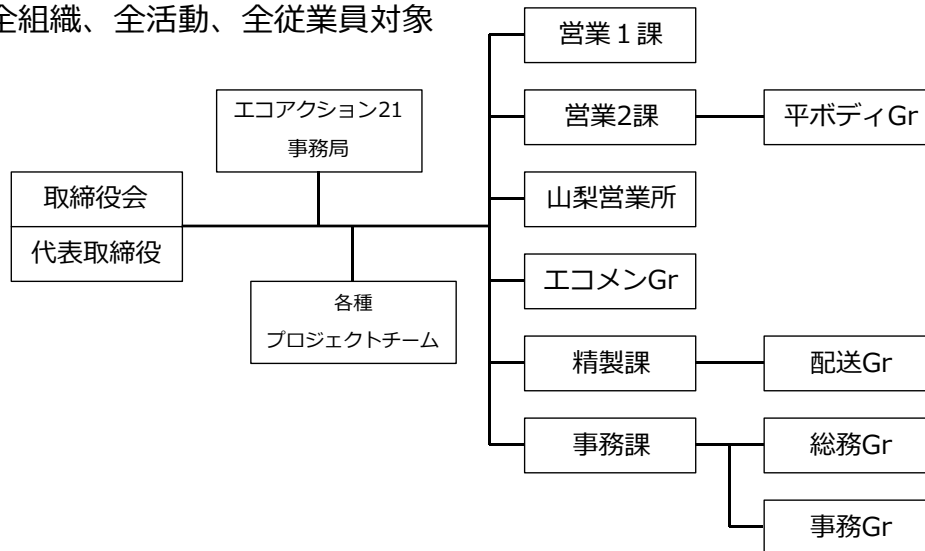 全組織、全活動、全従業員対象
営業１課
エコアクション21
事務局
営業2課
平ボディGr
取締役会
代表取締役
山梨営業所
各種
プロジェクトチーム
エコメンGr
精製課
配送Gr
事務課
総務Gr
事務Gr